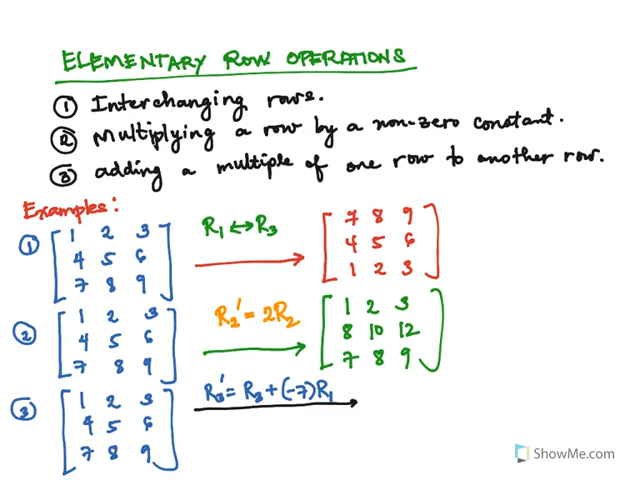 ELEMENTARY ROW OPERATIONS
① Interchanging rows.
② Multiplying a row by a non-zero constant.
③ adding a multiple of one row to another row.
Examples:
①
1 2 3
4 5 6
7 8 9
R₁ ↔ R₃
7 8 9
4 5 6
1 2 3
②
1 2 3
4 5 6
7 8 9
R₂' = 2R₂
1 2 3
8 10 12
7 8 9
③
1 2 3
4 5 6
7 8 9
R₃' = R₃ + (-7)R₁
ShowMe.com